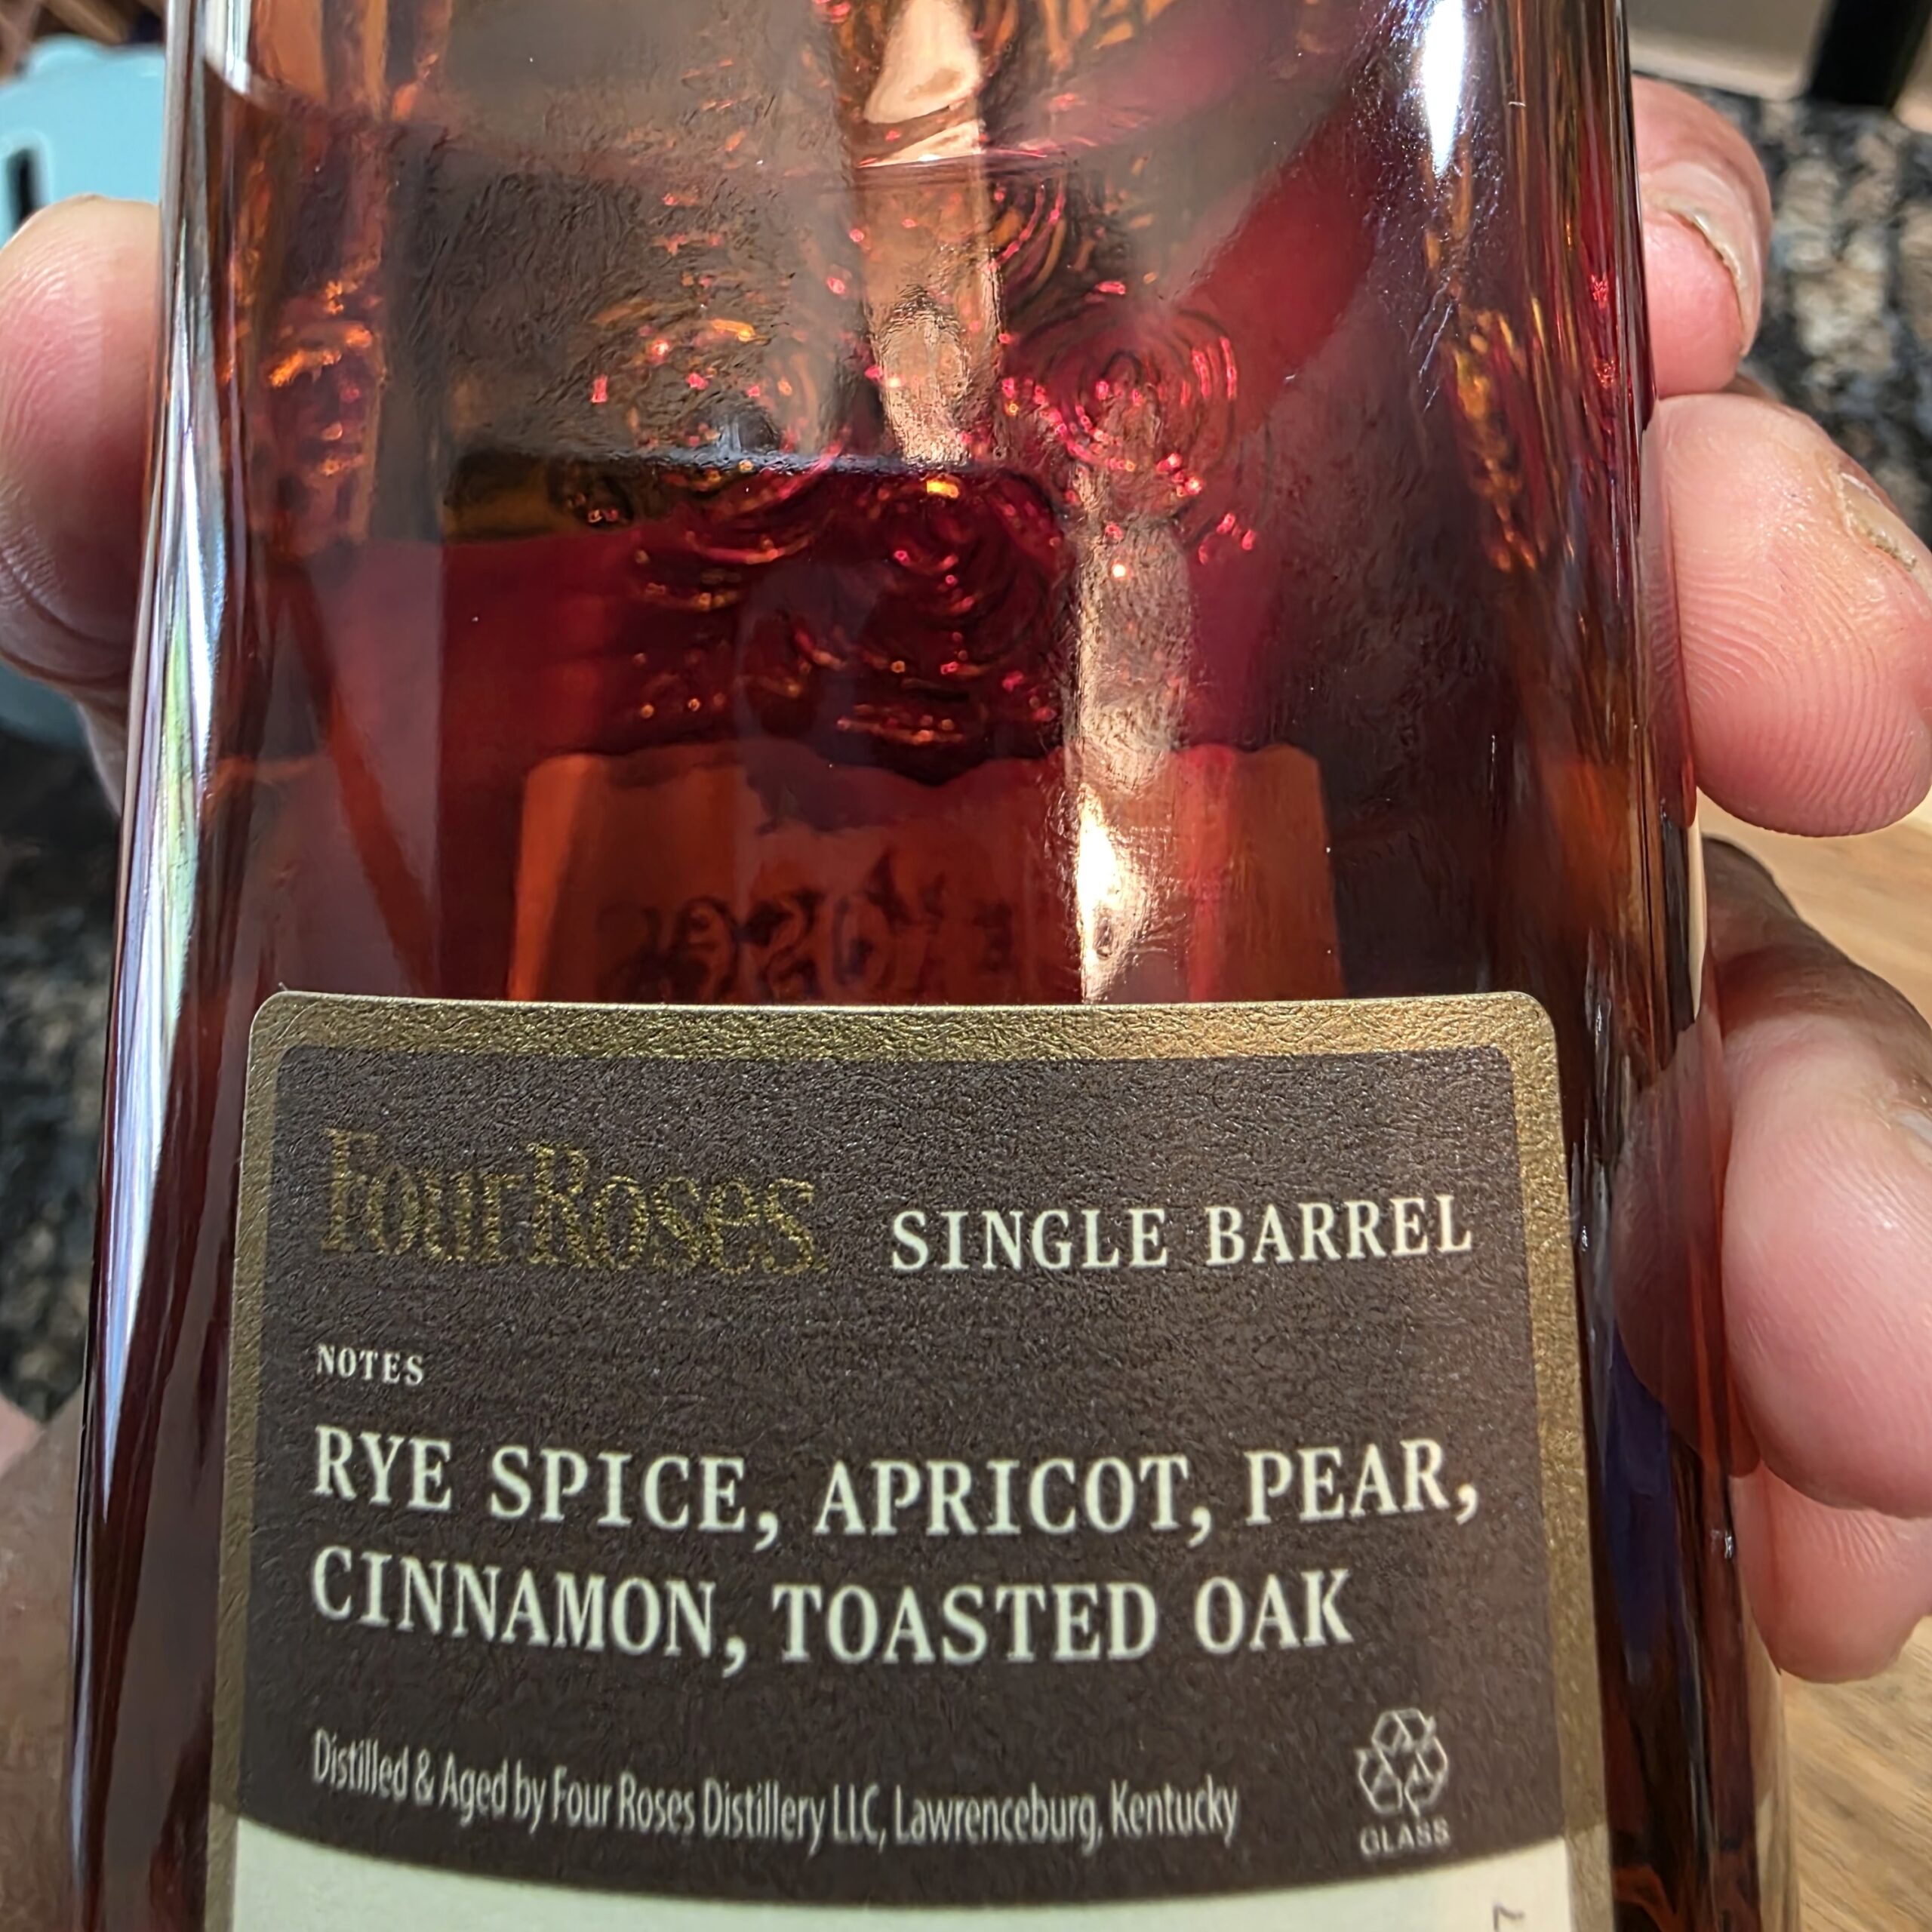 Four Roses SINGLE BARREL
NOTES
RYE SPICE, APRICOT, PEAR,
CINNAMON, TOASTED OAK
Distilled & Aged by Four Roses Distillery LLC, Lawrenceburg, Kentucky
GLASS